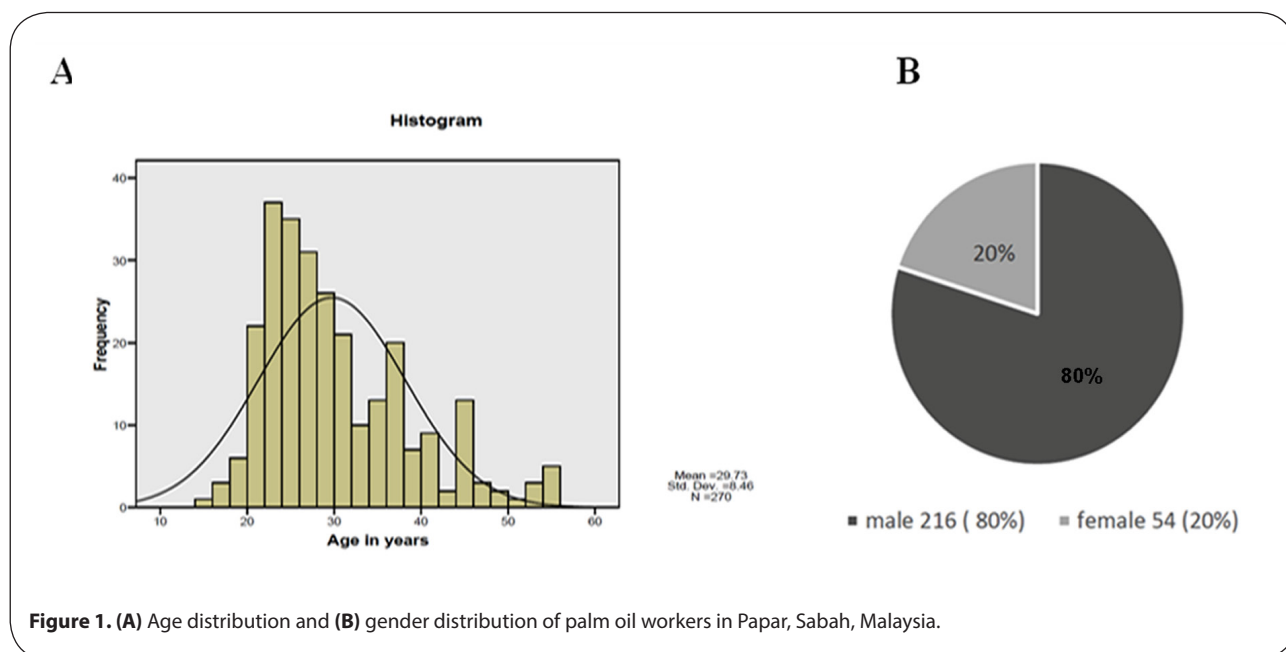 A
B
Histogram
40
30
20
10
0
Frequency
10 20 30 40 50 60
Age in years
Mean =29.73
Std. Dev. =8.46
N =270
20%
80%
male 216 ( 80%) female 54 (20%)
Figure 1. (A) Age distribution and (B) gender distribution of palm oil workers in Papar, Sabah, Malaysia.